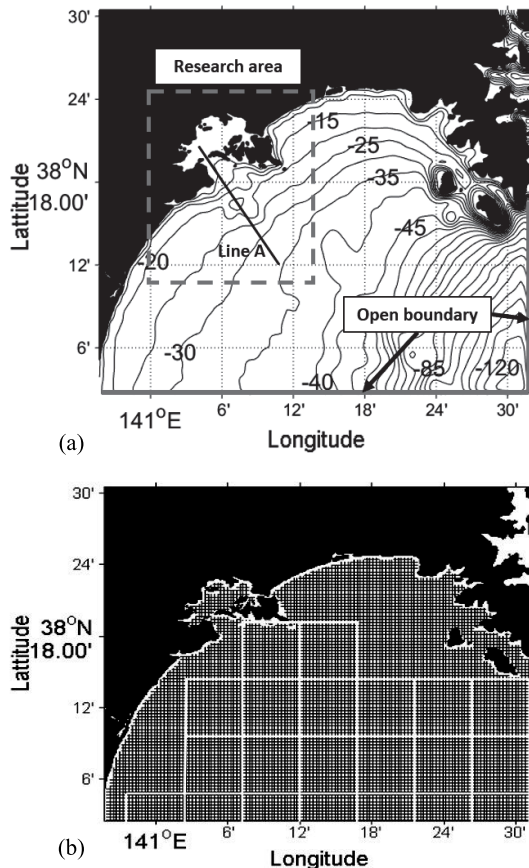 Research area
30'
24'
38°N
18.00'
12'
6'
Lattitude
-15
-25
-35
-45
-20
Line A
Open boundary
-30
-40
-85
-120
141°E
6'
12'
18'
24'
30'
(a)
Longitude
30'
24'
38°N
18.00'
12'
6'
Lattitude
141°E
6'
12'
18'
24'
30'
(b)
Longitude